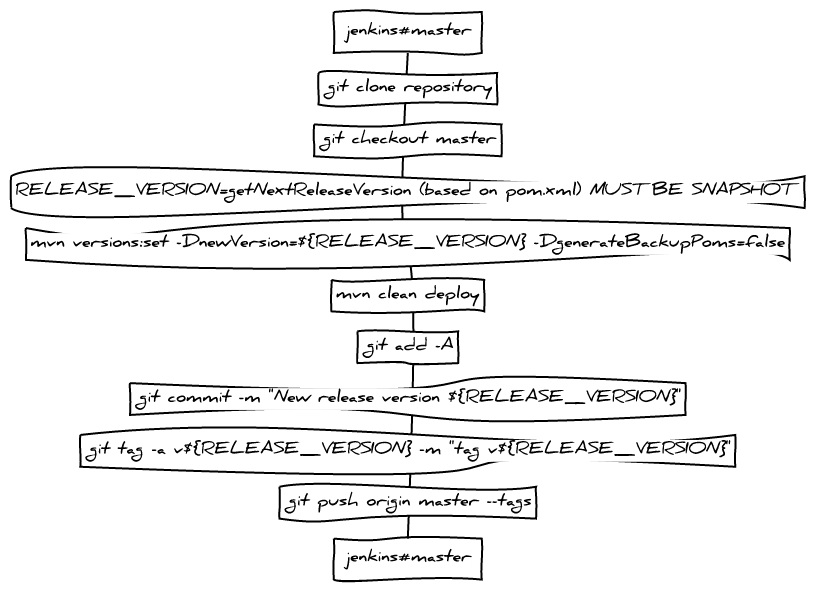 jenkins#master
git clone repository
git checkout master
RELEASE_VERSION=getNextReleaseVersion (based on pom.xml) MUST BE SNAPSHOT
mvn versions:set -DnewVersion=${RELEASE_VERSION} -DgenerateBackupPoms=false
mvn clean deploy
git add -A
git commit -m "New release version ${RELEASE_VERSION}"
git tag -a v${RELEASE_VERSION} -m "tag v${RELEASE_VERSION}"
git push origin master --tags
jenkins#master